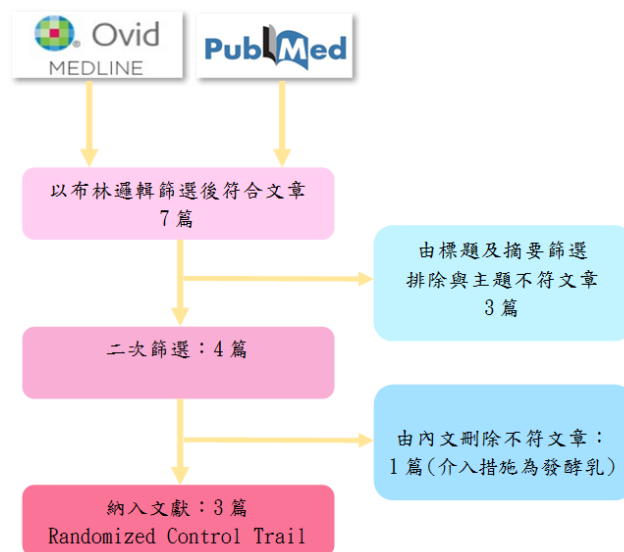 Ovid
MEDLINE
PubMed
以布林邏輯篩選後符合文章
7 篇
由標題及摘要篩選
排除與主題不符文章
3 篇
二次篩選：4 篇
由內文刪除不符文章：
1 篇(介入措施為發酵乳)
納入文獻：3 篇
Randomized Control Trail